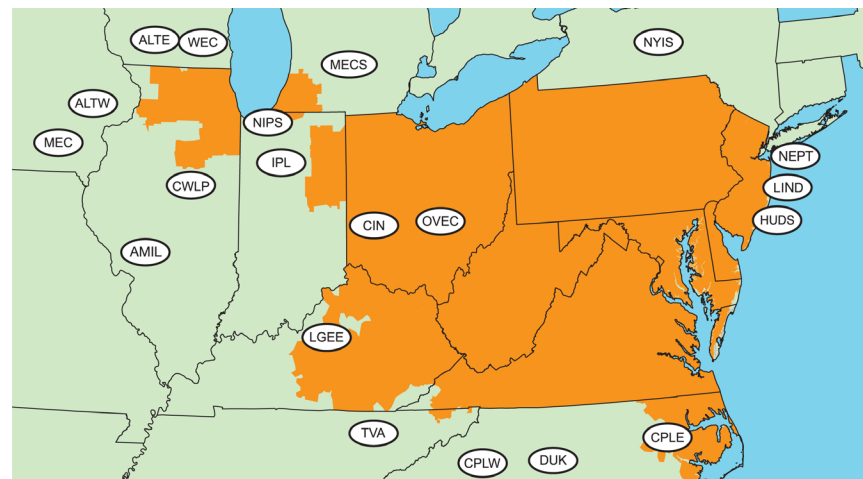 ALTE
WEC
NYIS
MECS
ALTW
NIPS
MEC
IPL
NEPT
CWLP
LIND
CIN
OVEC
HUDS
AMIL
LGEE
TVA
CPLE
CPLW
DUK